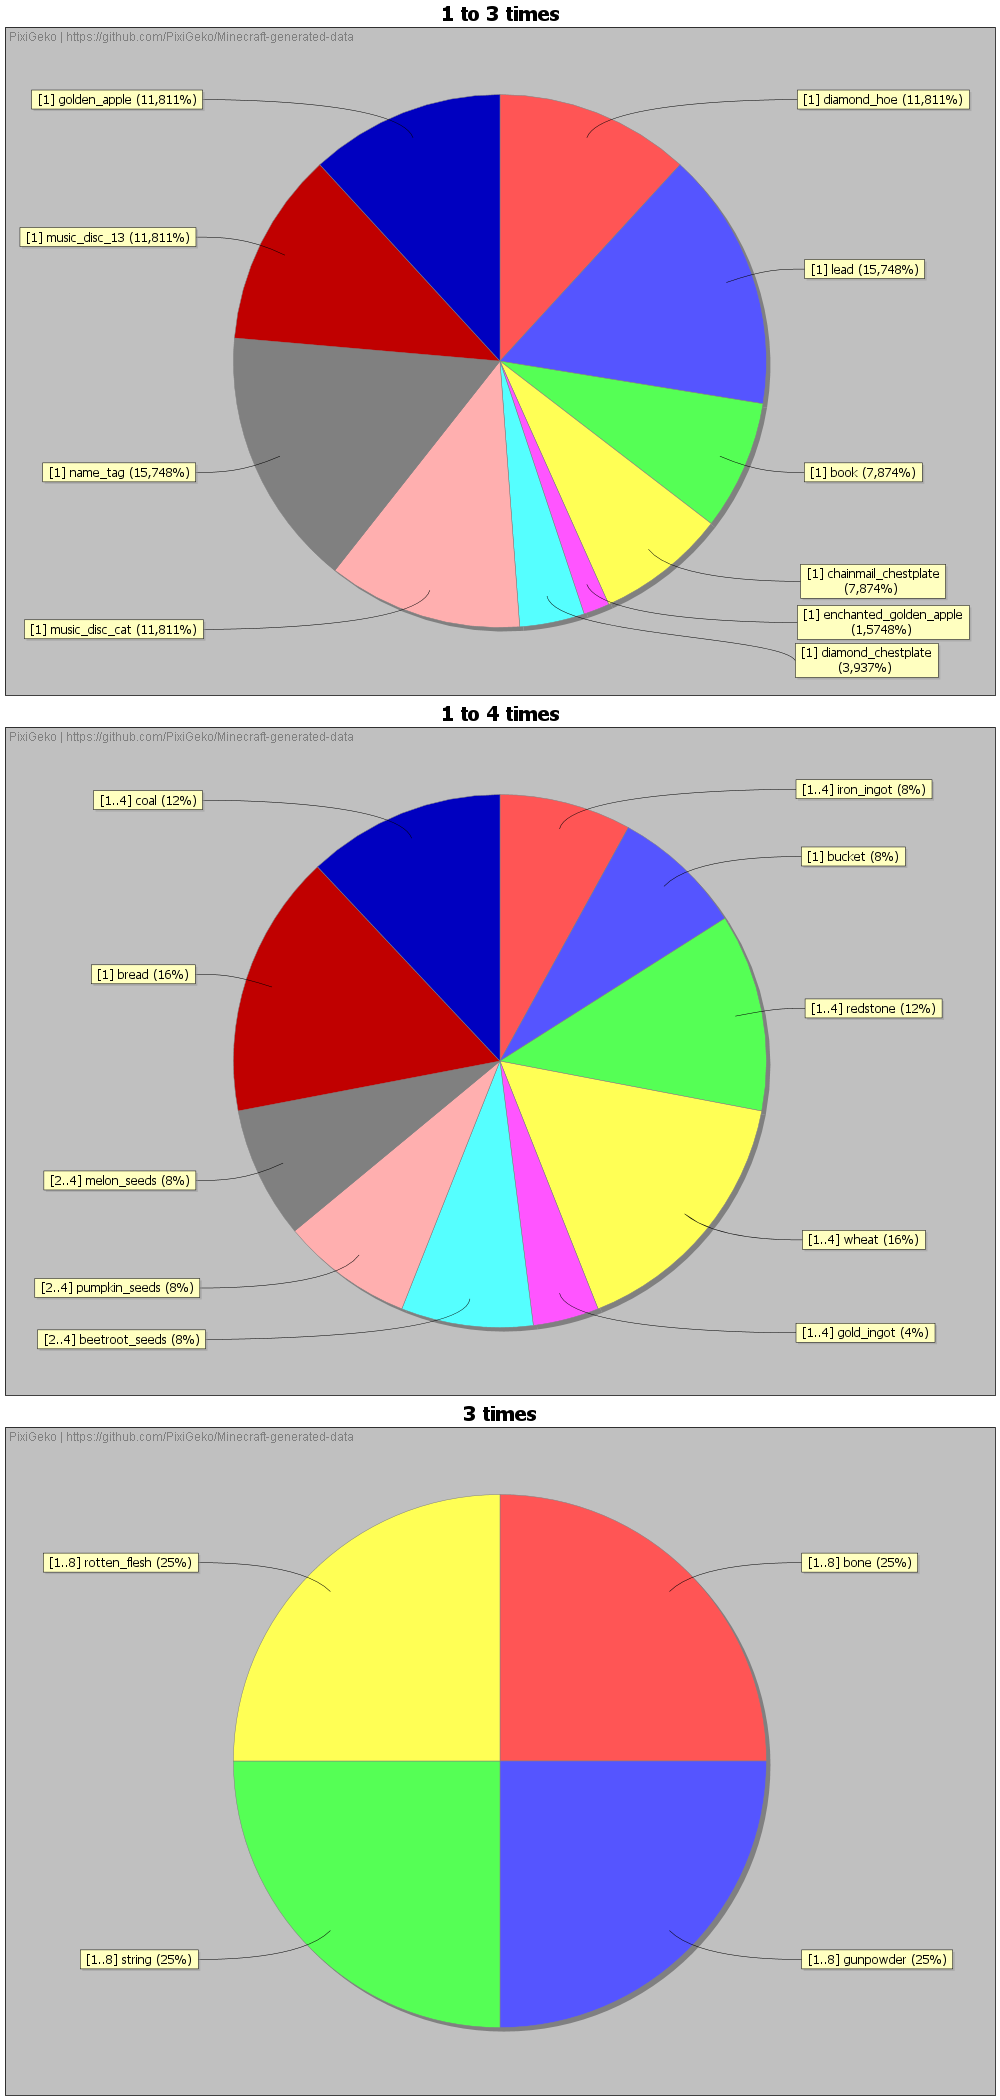 1 to 3 times
PixiGeko | https://github.com/PixiGeko/Minecraft-generated-data
[1] golden_apple (11,811%)
[1] diamond_hoe (11,811%)
[1] music_disc_13 (11,811%)
[1] lead (15,748%)
[1] name_tag (15,748%)
[1] book (7,874%)
[1] chainmail_chestplate
(7,874%)
[1] enchanted_golden_apple
(1,5748%)
[1] music_disc_cat (11,811%)
[1] diamond_chestplate
(3,937%)
1 to 4 times
PixiGeko | https://github.com/PixiGeko/Minecraft-generated-data
[1..4] coal (12%)
[1..4] iron_ingot (8%)
[1] bucket (8%)
[1] bread (16%)
[1..4] redstone (12%)
[2..4] melon_seeds (8%)
[1..4] wheat (16%)
[2..4] pumpkin_seeds (8%)
[1..4] gold_ingot (4%)
[2..4] beetroot_seeds (8%)
3 times
PixiGeko | https://github.com/PixiGeko/Minecraft-generated-data
[1..8] rotten_flesh (25%)
[1..8] bone (25%)
[1..8] string (25%)
[1..8] gunpowder (25%)